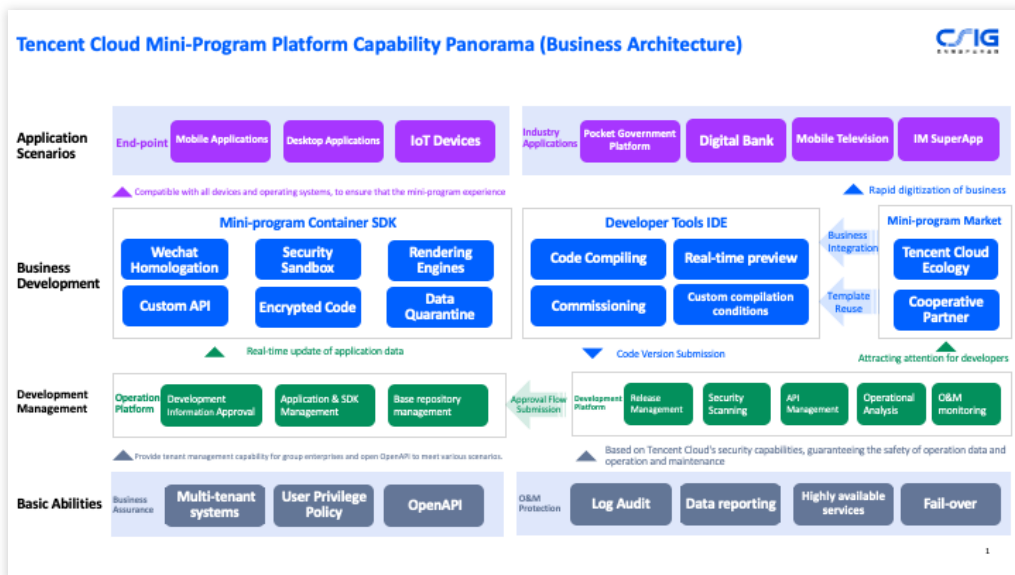 Tencent Cloud Mini-Program Platform Capability Panorama (Business Architecture)
CSIG
Application
Scenarios
End-point
Mobile Applications
Desktop Applications
IoT Devices
Industry
Applications
Pocket Government
Platform
Digital Bank
Mobile Television
IM SuperApp
Compatible with all devices and operating systems, to ensure that the mini-program experience
Rapid digitization of business
Business
Development
Mini-program Container SDK
Wechat
Homologation
Security
Sandbox
Rendering
Engines
Custom API
Encrypted Code
Data
Quarantine
Developer Tools IDE
Code Compiling
Real-time preview
Commissioning
Custom compilation
conditions
Business
Integration
Template
Reuse
Mini-program Market
Tencent Cloud
Ecology
Cooperative
Partner
Real-time update of application data
Code Version Submission
Attracting attention for developers
Development
Management
Operation
Platform
Development
Information Approval
Application & SDK
Management
Base repository
management
Approval Flow
Submission
Development
Platform
Release
Management
Security
Scanning
API
Management
Operational
Analysis
O&M
monitoring
Provide tenant management capability for group enterprises and open OpenAPI to meet various scenarios.
Based on Tencent Cloud's security capabilities, guaranteeing the safety of operation data and
operation and maintenance
Basic Abilities
Business
Assurance
Multi-tenant
systems
User Privilege
Policy
OpenAPI
O&M
Protection
Log Audit
Data reporting
Highly available
services
Fail-over
1